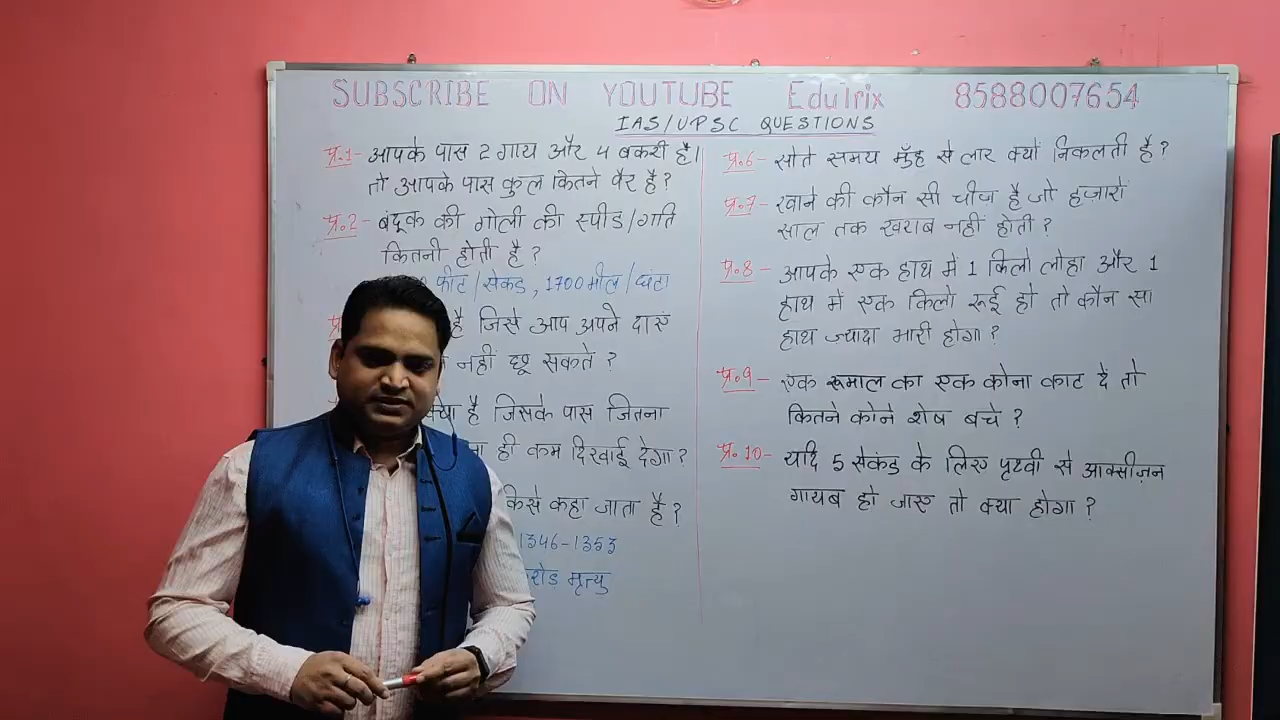 SUBSCRIBE ON YOUTUBE EduTrix 8588007654
IAS/UPSC QUESTIONS
प्र.1- आपके पास 2 गाय और 4 बकरी है।
तो आपके पास कुल कितने पैर है?
प्र.2- बंदूक की गोली की स्पीड/गति
कितनी होती है?
फीट/सेकंड, 1700 मील/घंटा
है जिसे आप अपने दाएं
नहीं छू सकते?
क्या है जिसके पास जितना
ही कम दिखाई देगा?
किसे कहा जाता है?
1346-1353
मृत्यु
प्र.6- सोते समय मुँह से लार क्यों निकलती है?
प्र.7- खाने की कौन सी चीज है जो हजारों
साल तक खराब नहीं होती?
प्र.8- आपके एक हाथ में 1 किलो लोहा और 1
हाथ में एक किलो रूई हो तो कौन सा
हाथ ज्यादा भारी होगा?
प्र.9- एक रूमाल का एक कोना काट दें तो
कितने कोने शेष बचे?
प्र.10- यदि 5 सेकंड के लिए पृथ्वी से आक्सीज़न
गायब हो जाए तो क्या होगा?